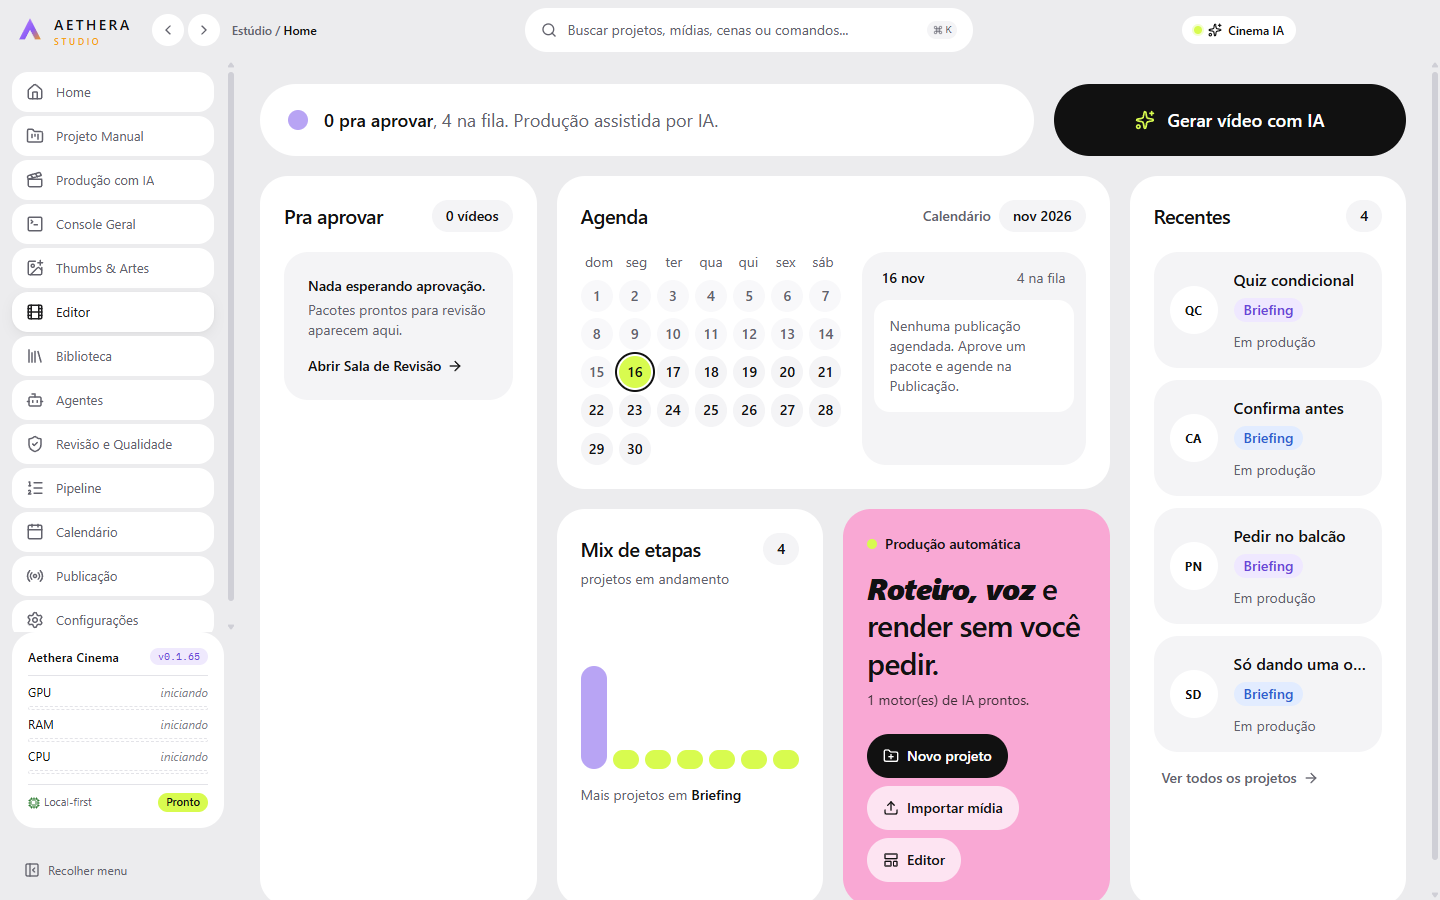 AETHERA
STUDIO
Estúdio / Home
Buscar projetos, mídias, cenas ou comandos...
⌘ K
Cinema IA
Home
Projeto Manual
Produção com IA
Console Geral
Thumbs & Artes
Editor
Biblioteca
Agentes
Revisão e Qualidade
Pipeline
Calendário
Publicação
Configurações
Aethera Cinema
v0.1.65
GPU
iniciando
RAM
iniciando
CPU
iniciando
Local-first
Pronto
Recolher menu
0 pra aprovar, 4 na fila. Produção assistida por IA.
Gerar vídeo com IA
Pra aprovar
0 vídeos
Nada esperando aprovação.
Pacotes prontos para revisão
aparecem aqui.
Abrir Sala de Revisão →
Agenda
Calendário
nov 2026
dom seg ter qua qui sex sáb
1 2 3 4 5 6 7
8 9 10 11 12 13 14
15 16 17 18 19 20 21
22 23 24 25 26 27 28
29 30
16 nov
4 na fila
Nenhuma publicação
agendada. Aprove um
pacote e agende na
Publicação.
Mix de etapas
4
projetos em andamento
Mais projetos em Briefing
Produção automática
Roteiro, voz e
render sem você
pedir.
1 motor(es) de IA prontos.
Novo projeto
Importar mídia
Editor
Recentes
4
QC
Quiz condicional
Briefing
Em produção
CA
Confirma antes
Briefing
Em produção
PN
Pedir no balcão
Briefing
Em produção
SD
Só dando uma o...
Briefing
Em produção
Ver todos os projetos →